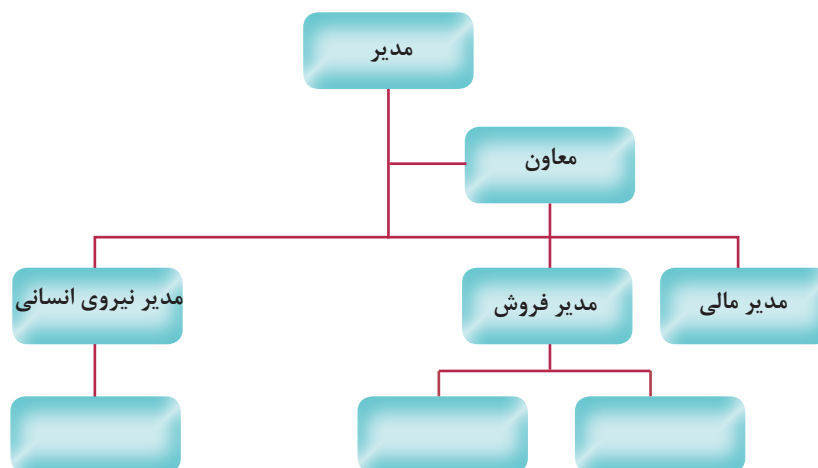 مدیر
معاون
مدیر مالی
مدیر فروش
مدیر نیروی انسانی